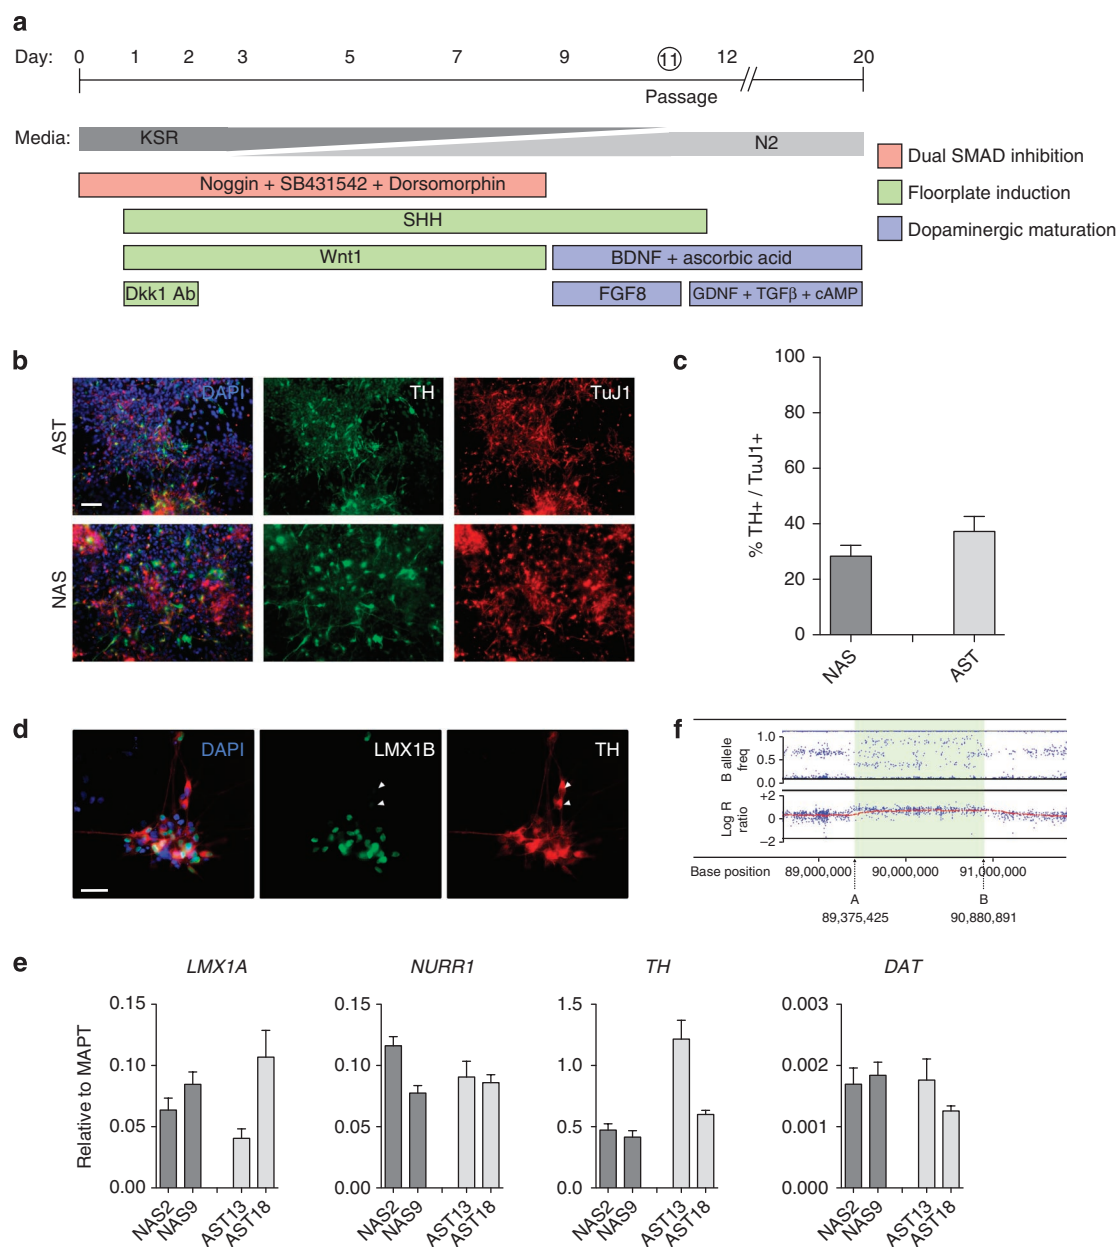 a
Day: 0 1 2 3 5 7 9 11 12 20
Passage
Media: KSR N2
Noggin + SB431542 + Dorsomorphin
SHH
Wnt1 BDNF + ascorbic acid
Dkk1 Ab FGF8 GDNF + TGFβ + cAMP
Dual SMAD inhibition
Floorplate induction
Dopaminergic maturation
b
AST
DAPI TH TuJ1
NAS
c
% TH+ / TuJ1+
100
80
60
40
20
0
NAS AST
d
DAPI LMX1B TH
f
B allele
freq
1.0
0.5
0.0
Log R
ratio
+2
0
−2
Base position 89,000,000 90,000,000 91,000,000
A B
89,375,425 90,880,891
e
Relative to MAPT
LMX1A
0.15
0.10
0.05
0.00
NAS2 NAS9 AST13 AST18
NURR1
0.15
0.10
0.05
0.00
NAS2 NAS9 AST13 AST18
TH
1.5
1.0
0.5
0.0
NAS2 NAS9 AST13 AST18
DAT
0.003
0.002
0.001
0.000
NAS2 NAS9 AST13 AST18